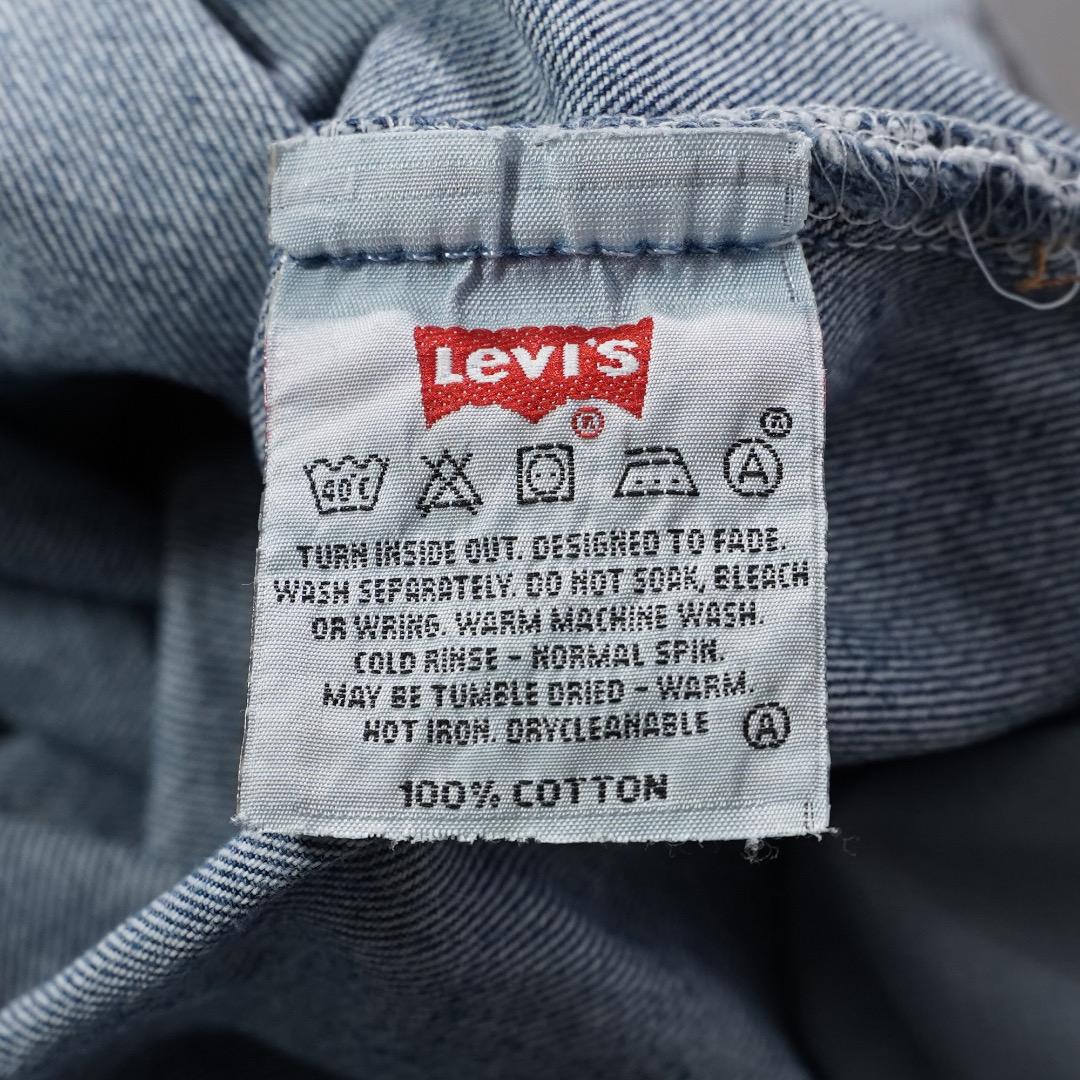 Levi's
®
®
40°C A
TURN INSIDE OUT. DESIGNED TO FADE.
WASH SEPARATELY. DO NOT SOAK, BLEACH
OR WRING. WARM MACHINE WASH.
COLD RINSE - NORMAL SPIN.
MAY BE TUMBLE DRIED - WARM.
HOT IRON. DRYCLEANABLE Ⓐ
100% COTTON